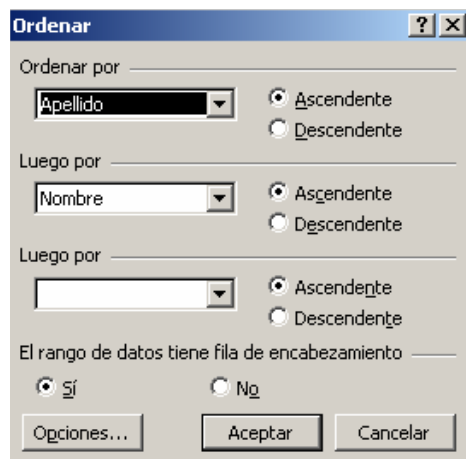 Ordenar
Ordenar por
Apellido
Ascendente
Descendente
Luego por
Nombre
Ascendente
Descendente
Luego por
Ascendente
Descendente
El rango de datos tiene fila de encabezamiento
Sí No
Opciones... Aceptar Cancelar